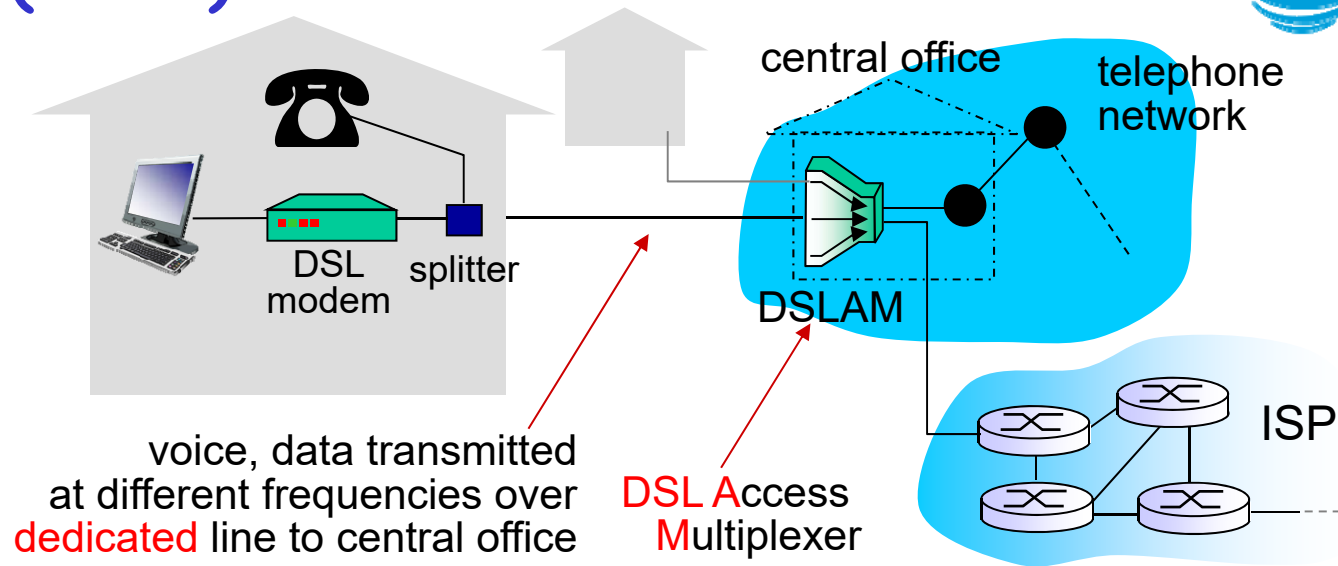 central office
telephone
network
DSL
modem
splitter
DSLAM
ISP
voice, data transmitted
at different frequencies over
dedicated line to central office
DSL Access
Multiplexer